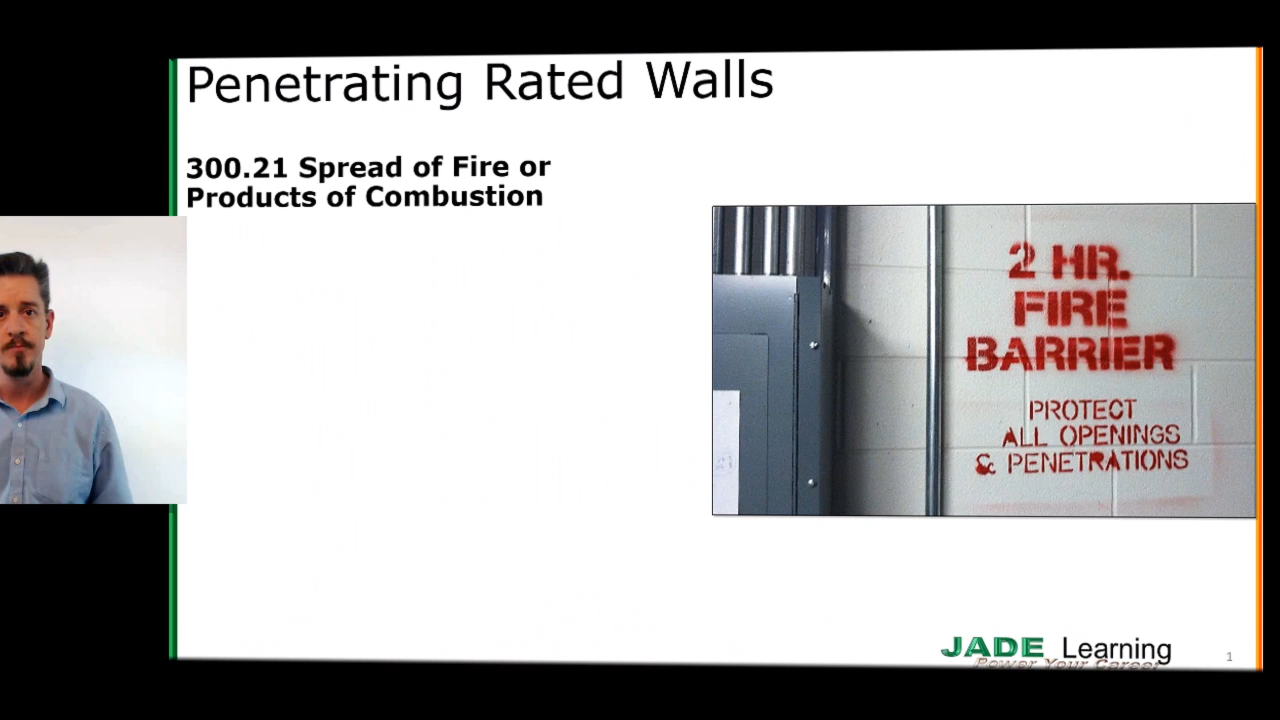 Penetrating Rated Walls
300.21 Spread of Fire or
Products of Combustion
2 HR.
FIRE
BARRIER
PROTECT
ALL OPENINGS
& PENETRATIONS
JADE Learning
Power Your Career
1